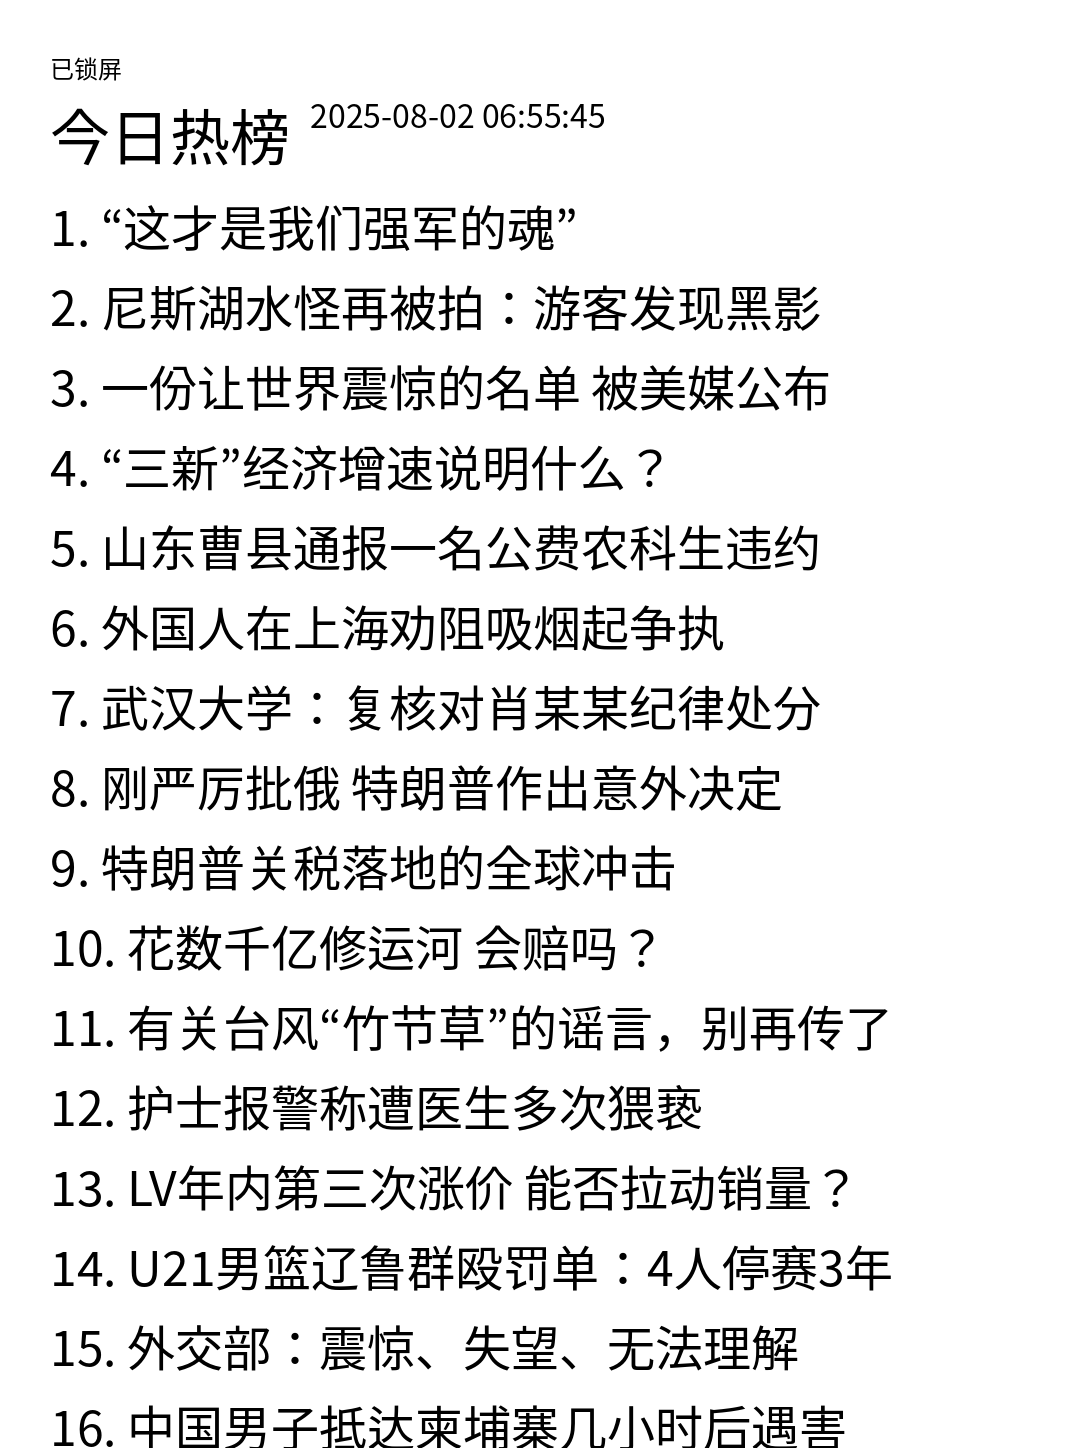 已锁屏
今日热榜 2025-08-02 06:55:45
1. “这才是我们强军的魂”
2. 尼斯湖水怪再被拍：游客发现黑影
3. 一份让世界震惊的名单 被美媒公布
4. “三新”经济增速说明什么？
5. 山东曹县通报一名公费农科生违约
6. 外国人在上海劝阻吸烟起争执
7. 武汉大学：复核对肖某某纪律处分
8. 刚严厉批俄 特朗普作出意外决定
9. 特朗普关税落地的全球冲击
10. 花数千亿修运河 会赔吗？
11. 有关台风“竹节草”的谣言，别再传了
12. 护士报警称遭医生多次猥亵
13. LV年内第三次涨价 能否拉动销量？
14. U21男篮辽鲁群殴罚单：4人停赛3年
15. 外交部：震惊、失望、无法理解
16. 中国男子抵达柬埔寨几小时后遇害